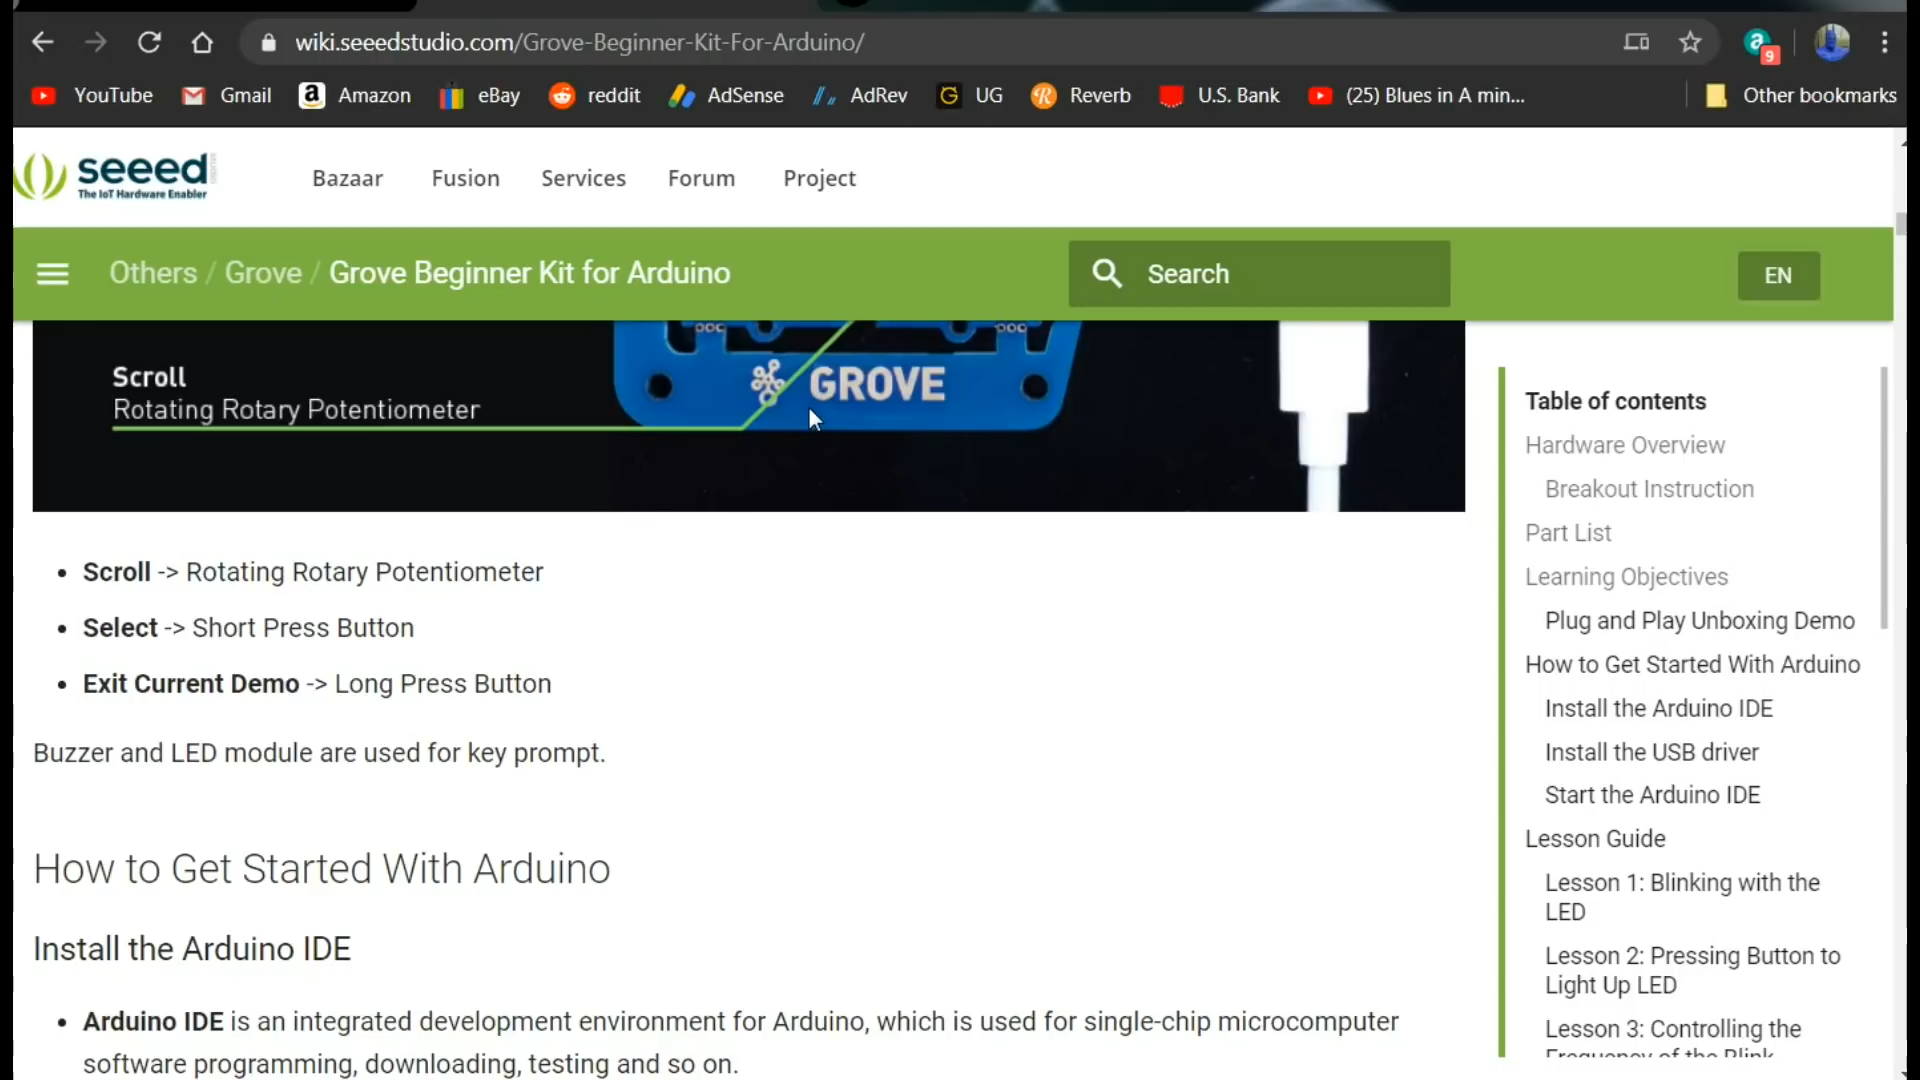 wiki.seeedstudio.com/Grove-Beginner-Kit-For-Arduino/
a 9
YouTube Gmail Amazon eBay reddit AdSense AdRev UG Reverb U.S. Bank (25) Blues in A min... Other bookmarks
seeed
The IoT Hardware Enabler
Bazaar Fusion Services Forum Project
Others / Grove / Grove Beginner Kit for Arduino
Search
EN
GROVE
Scroll
Rotating Rotary Potentiometer
• Scroll -> Rotating Rotary Potentiometer
• Select -> Short Press Button
• Exit Current Demo -> Long Press Button
Buzzer and LED module are used for key prompt.
How to Get Started With Arduino
Install the Arduino IDE
• Arduino IDE is an integrated development environment for Arduino, which is used for single-chip microcomputer
software programming, downloading, testing and so on.
Table of contents
Hardware Overview
Breakout Instruction
Part List
Learning Objectives
Plug and Play Unboxing Demo
How to Get Started With Arduino
Install the Arduino IDE
Install the USB driver
Start the Arduino IDE
Lesson Guide
Lesson 1: Blinking with the
LED
Lesson 2: Pressing Button to
Light Up LED
Lesson 3: Controlling the
Frequency of the Blink